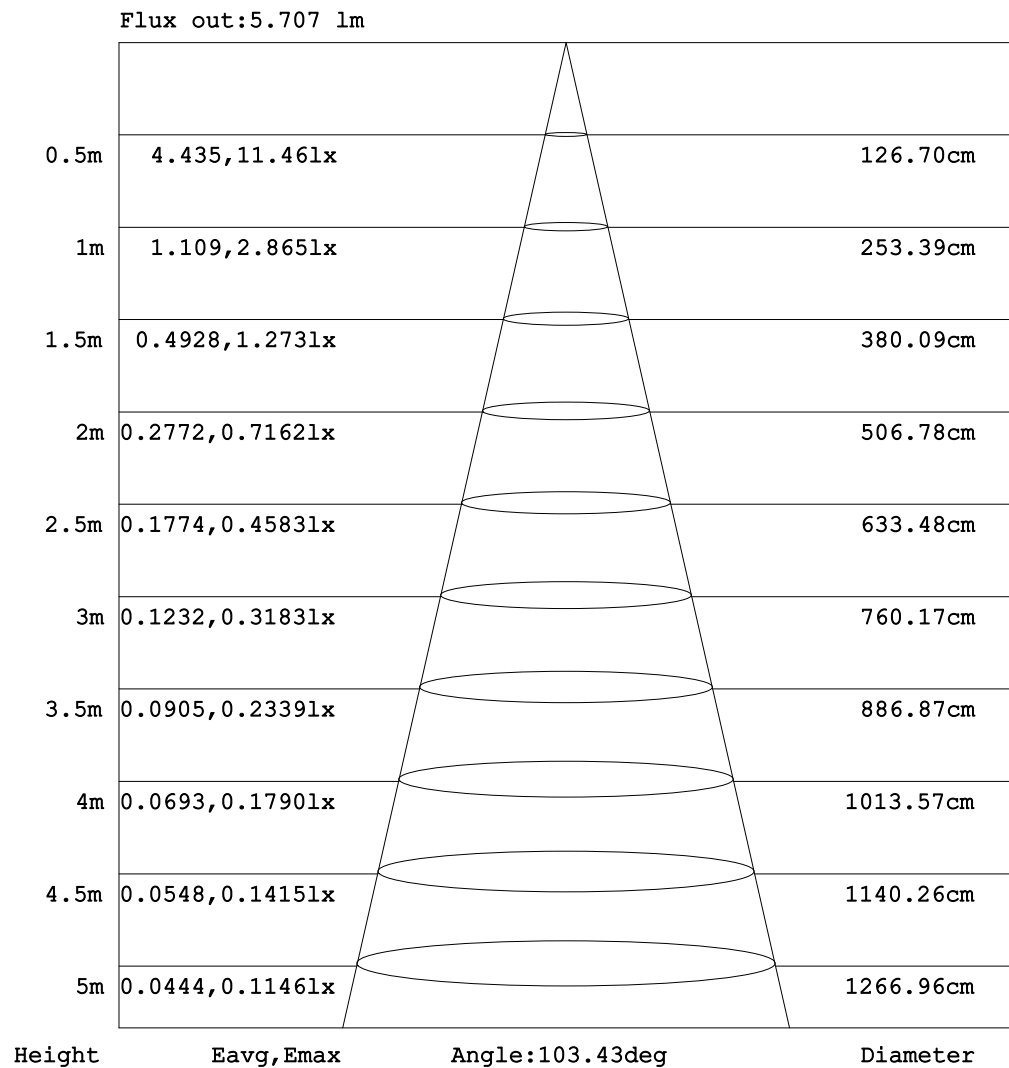 Flux out:5.707 lm
0.5m 4.435,11.46lx 126.70cm
1m 1.109,2.865lx 253.39cm
1.5m 0.4928,1.273lx 380.09cm
2m 0.2772,0.7162lx 506.78cm
2.5m 0.1774,0.4583lx 633.48cm
3m 0.1232,0.3183lx 760.17cm
3.5m 0.0905,0.2339lx 886.87cm
4m 0.0693,0.1790lx 1013.57cm
4.5m 0.0548,0.1415lx 1140.26cm
5m 0.0444,0.1146lx 1266.96cm
Height Eavg,Emax Angle:103.43deg Diameter